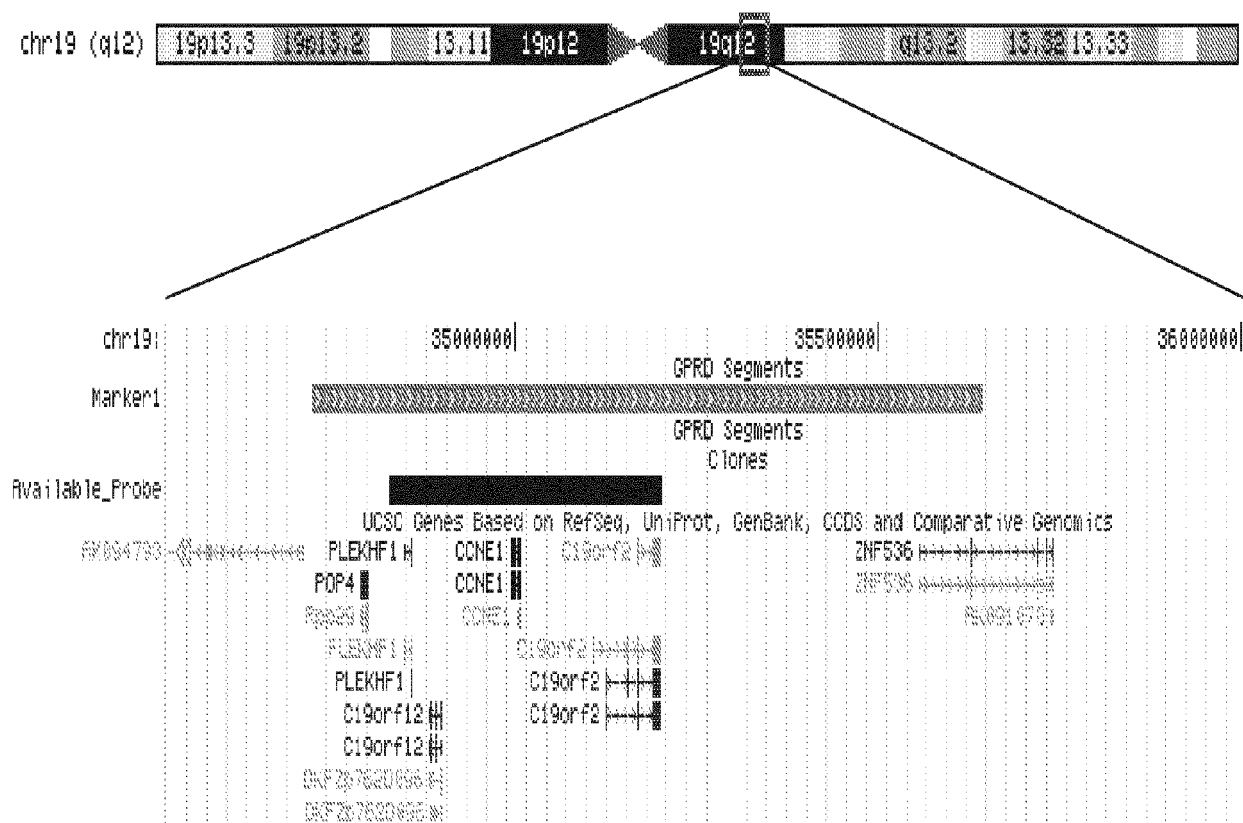 chr19 (q12) 19p13.3 19p13.2 13.11 19p12 19q12 q13.2 13.32 13.33
chr19: 35000000 35500000 36000000
GPRD Segments
Marker1
GPRD Segments
Clones
Available_Probe
UCSC Genes Based on RefSeq, UniProt, GenBank, CCDS and Comparative Genomics
PLEKHF1 CCNE1 C19orf2 ZNF536
POP4 CCNE1 ZNF536
Rpp29 CCNE1
PLEKHF1 C19orf2
PLEKHF1 C19orf2
C19orf12 C19orf2
C19orf12